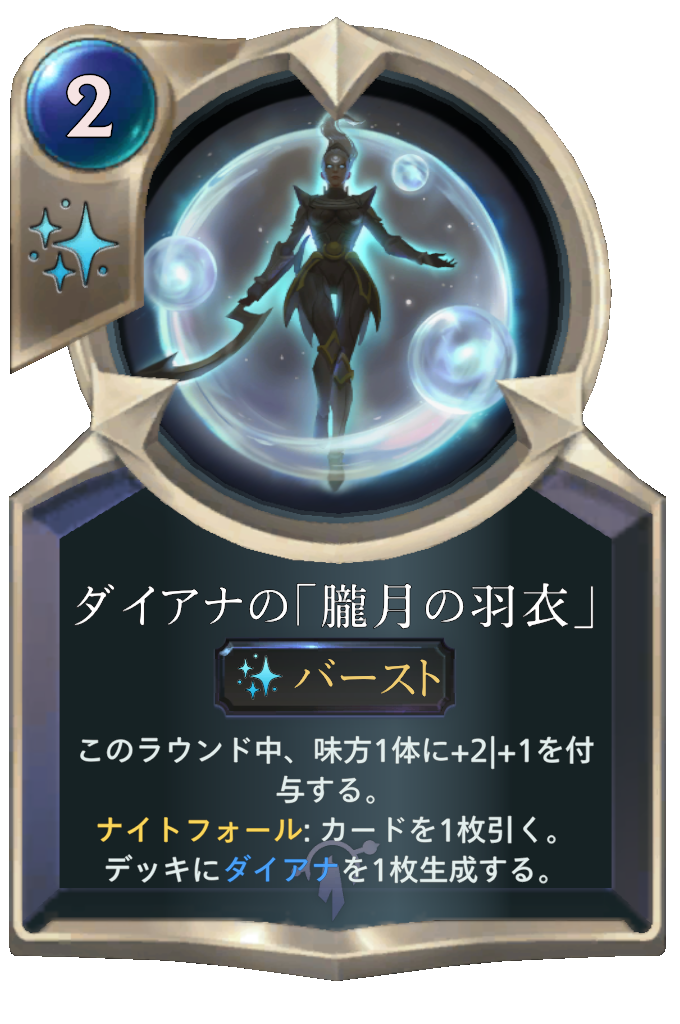 2
ダイアナの「朧月の羽衣」
バースト
このラウンド中、味方1体に+2|+1を付
与する。
ナイトフォール: カードを1枚引く。
デッキにダイアナを1枚生成する。